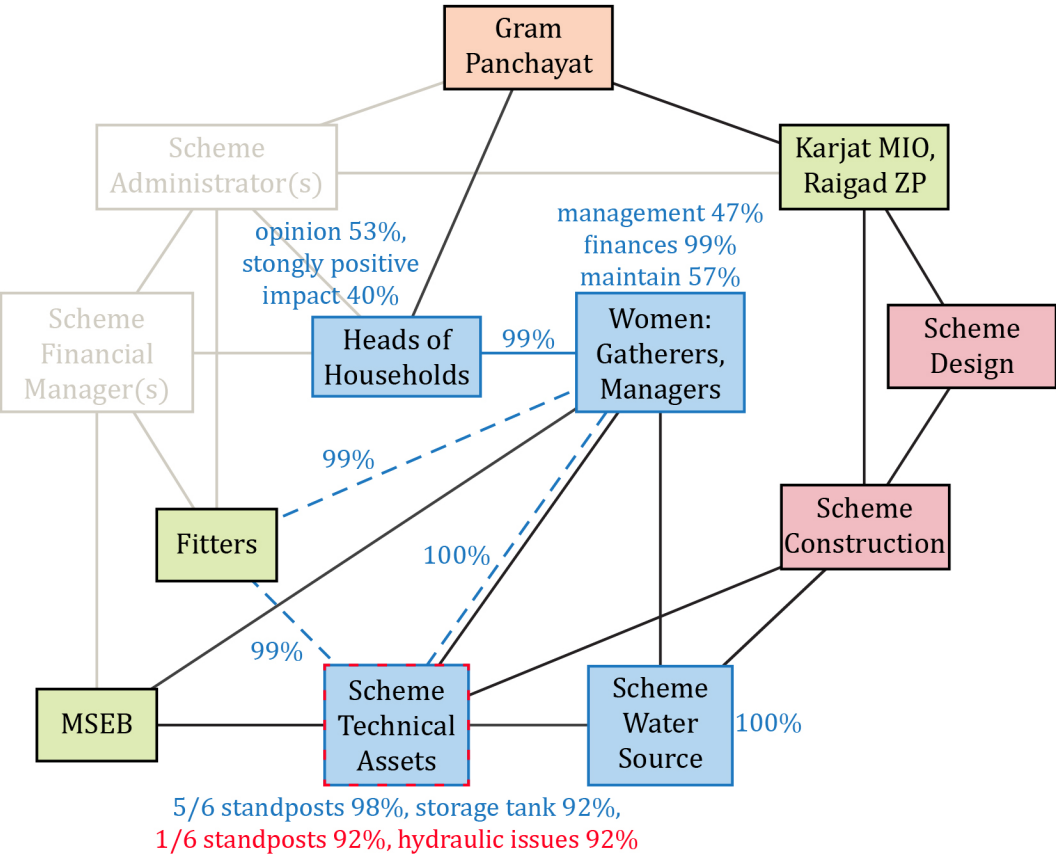 Gram
Panchayat
Scheme
Administrator(s)
Karjat MIO,
Raigad ZP
opinion 53%,
stongly positive
impact 40%
management 47%
finances 99%
maintain 57%
Scheme
Financial
Manager(s)
Heads of
Households
99%
Women:
Gatherers,
Managers
Scheme
Design
99%
Fitters
100%
Scheme
Construction
99%
MSEB
Scheme
Technical
Assets
Scheme
Water
Source
100%
5/6 standposts 98%, storage tank 92%,
1/6 standposts 92%, hydraulic issues 92%